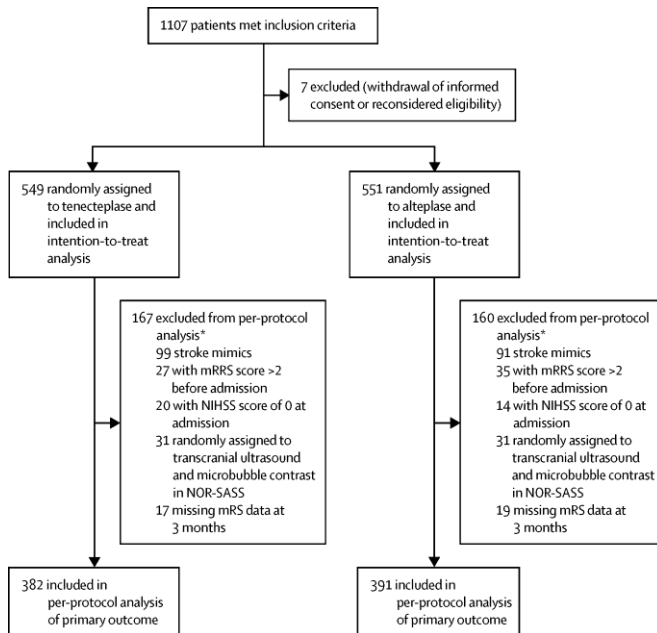 1107 patients met inclusion criteria
7 excluded (withdrawal of informed
consent or reconsidered eligibility)
549 randomly assigned
to tenecteplase and
included in
intention-to-treat
analysis
551 randomly assigned
to alteplase and
included in
intention-to-treat
analysis
167 excluded from per-protocol
analysis*
99 stroke mimics
27 with mRRS score >2
before admission
20 with NIHSS score of 0 at
admission
31 randomly assigned to
transcranial ultrasound
and microbubble contrast
in NOR-SASS
17 missing mRS data at
3 months
160 excluded from per-protocol
analysis*
91 stroke mimics
35 with mRRS score >2
before admission
14 with NIHSS score of 0 at
admission
31 randomly assigned to
transcranial ultrasound
and microbubble contrast
in NOR-SASS
19 missing mRS data at
3 months
382 included in
per-protocol analysis
of primary outcome
391 included in
per-protocol analysis
of primary outcome